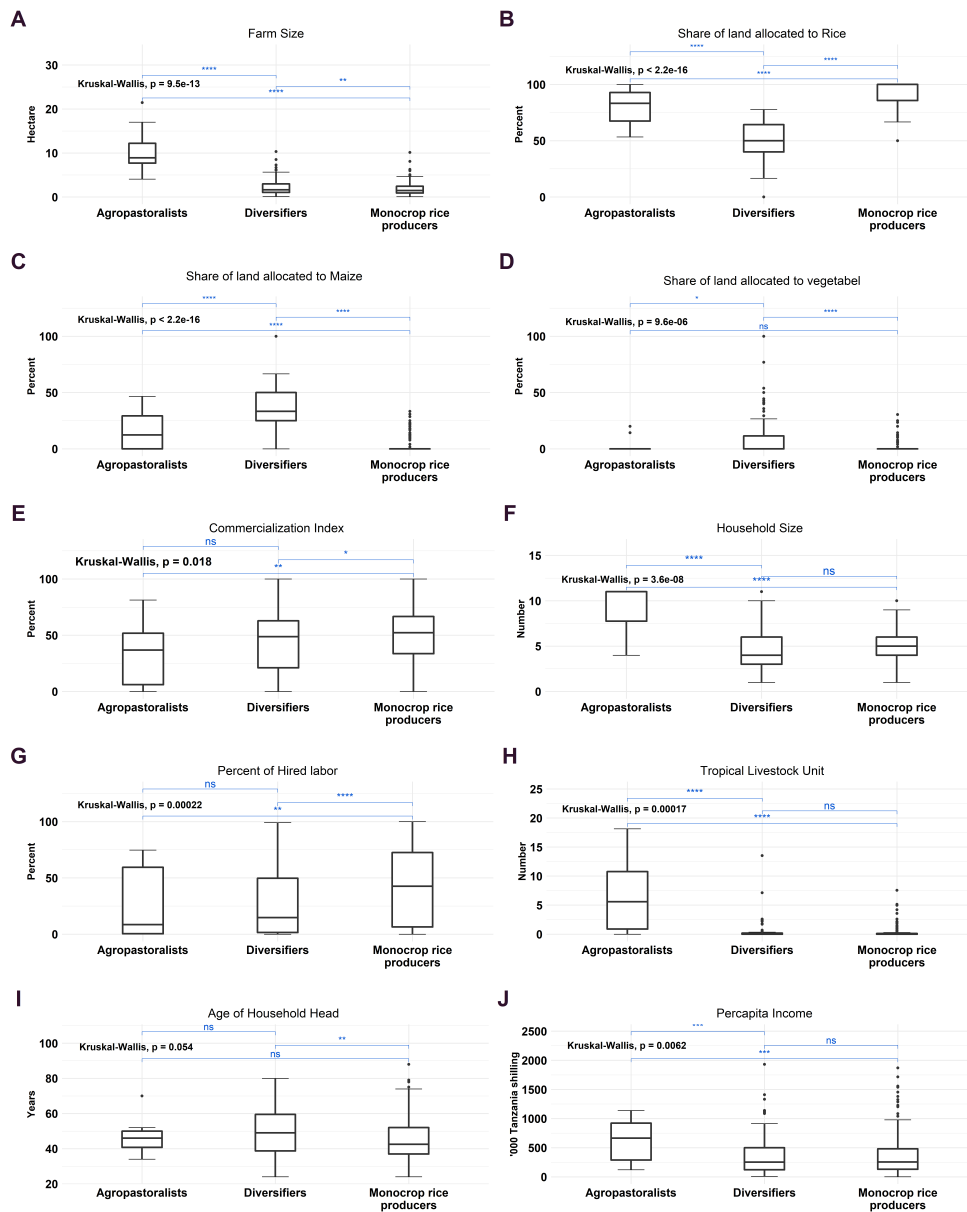 A
Farm Size
30
20
10
0
Hectare
Kruskal-Wallis, p = 9.5e-13
****
**
****
Agropastoralists
Diversifiers
Monocrop rice
producers
B
Share of land allocated to Rice
100
50
0
Percent
Kruskal-Wallis, p < 2.2e-16
****
****
****
Agropastoralists
Diversifiers
Monocrop rice
producers
C
Share of land allocated to Maize
100
50
0
Percent
Kruskal-Wallis, p < 2.2e-16
****
****
****
Agropastoralists
Diversifiers
Monocrop rice
producers
D
Share of land allocated to vegetabel
100
50
0
Percent
Kruskal-Wallis, p = 9.6e-06
*
****
ns
Agropastoralists
Diversifiers
Monocrop rice
producers
E
Commercialization Index
100
50
0
Percent
Kruskal-Wallis, p = 0.018
ns
*
**
Agropastoralists
Diversifiers
Monocrop rice
producers
F
Household Size
15
10
5
0
Number
Kruskal-Wallis, p = 3.6e-08
****
ns
****
Agropastoralists
Diversifiers
Monocrop rice
producers
G
Percent of Hired labor
100
50
0
Percent
Kruskal-Wallis, p = 0.00022
ns
****
**
Agropastoralists
Diversifiers
Monocrop rice
producers
H
Tropical Livestock Unit
25
20
15
10
5
0
Number
Kruskal-Wallis, p = 0.00017
****
ns
****
Agropastoralists
Diversifiers
Monocrop rice
producers
I
Age of Household Head
100
80
60
40
20
Years
Kruskal-Wallis, p = 0.054
ns
**
ns
Agropastoralists
Diversifiers
Monocrop rice
producers
J
Percapita Income
2500
2000
1500
1000
500
0
'000 Tanzania shilling
Kruskal-Wallis, p = 0.0062
***
ns
***
Agropastoralists
Diversifiers
Monocrop rice
producers